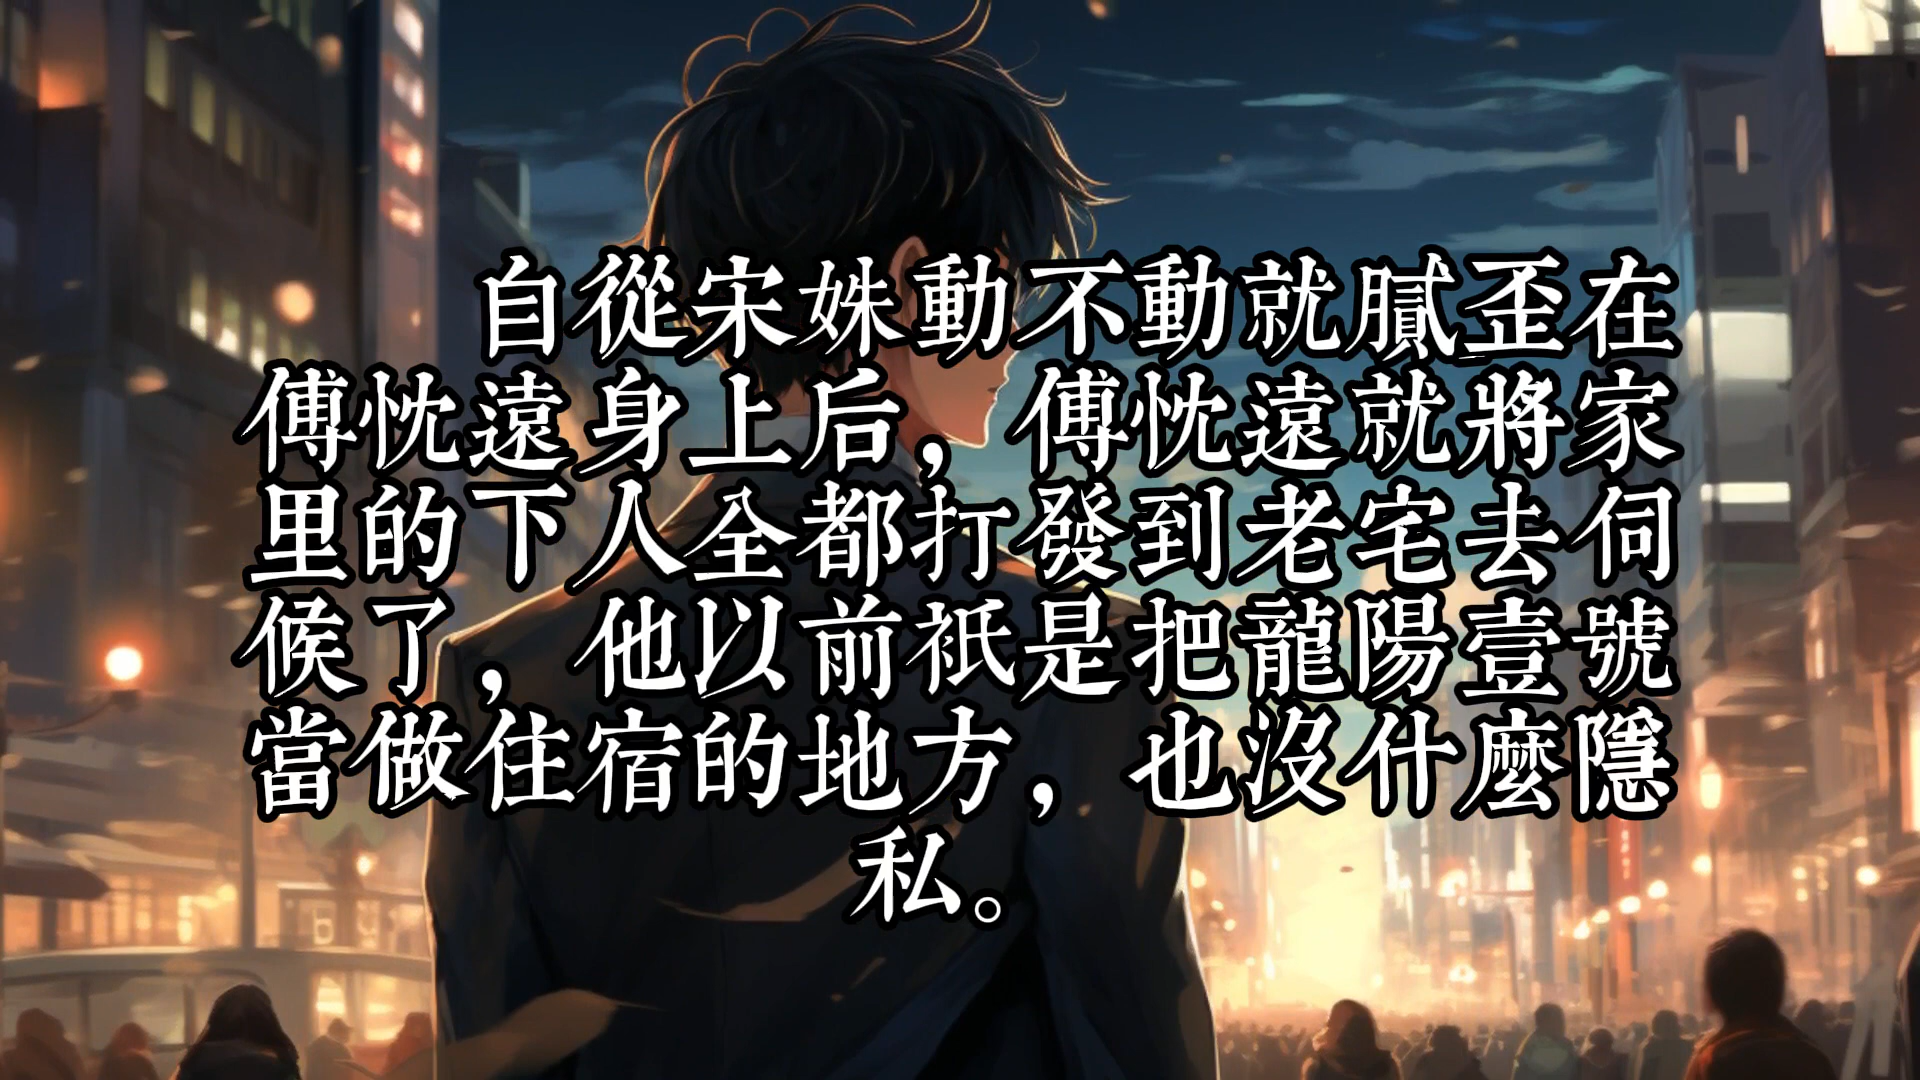 自從宋姝動不動就膩歪在
傅忱遠身上后，傅忱遠就將家
里的下人全都打發到老宅去伺
候了，他以前祇是把龍陽壹號
當做住宿的地方，也沒什麼隱
私。